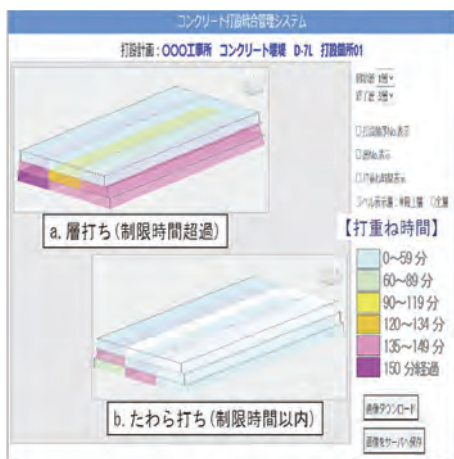 コンクリート打設統合管理システム
打設計画：〇〇〇工事所 コンクリート堰堤 D-7L 打設箇所01
a. 層打ち(制限時間超過)
b. たわら打ち(制限時間以内)
【打重ね時間】
0～59 分
60～89 分
90～119 分
120～134 分
135～149 分
150 分経過
画像ダウンロード
画像をサーバへ保存